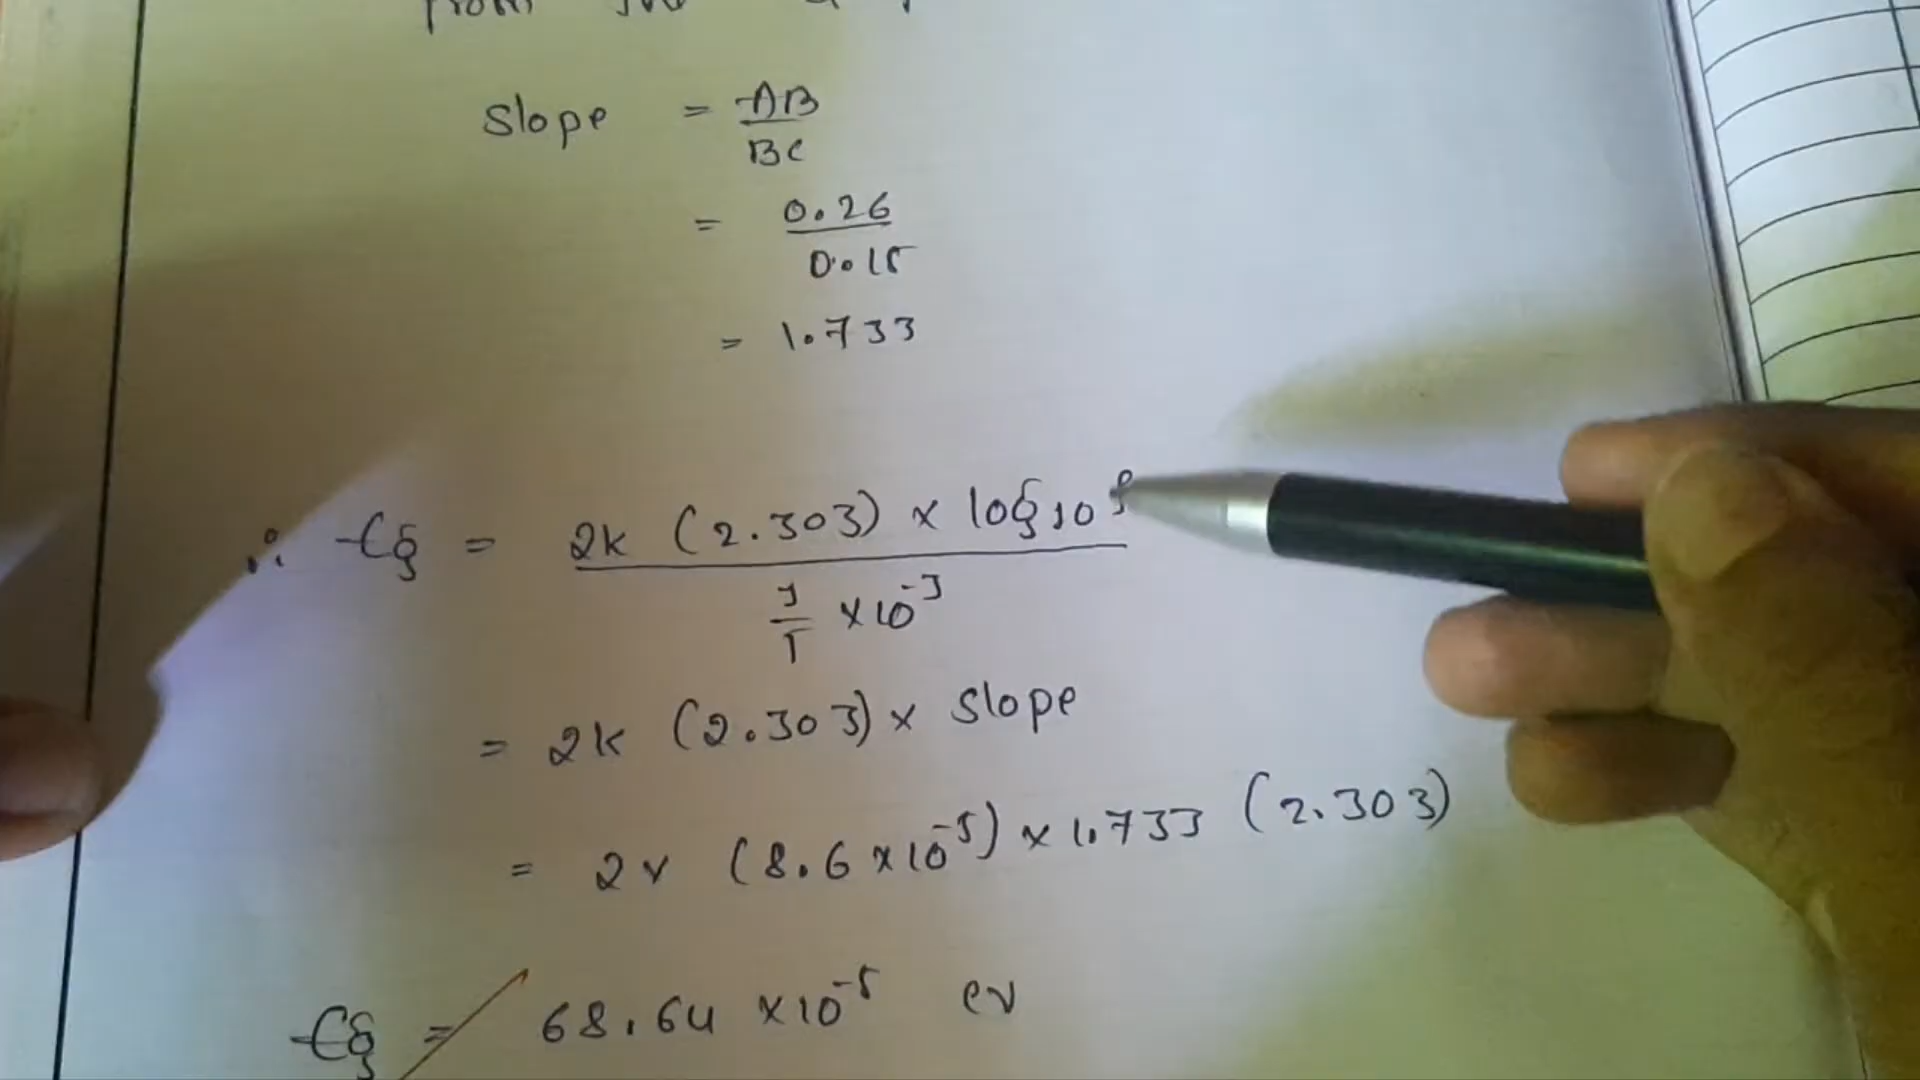 from
Slope = AB
BC
= 0.26
0.15
= 1.733
∴ Eg = 2k (2.303) × log10 ρ
1
T ×10⁻³
= 2k (2.303) × Slope
= 2× (8.6 ×10⁻⁵) × 1.733 (2.303)
Eg = 68.64 ×10⁻⁵ ev